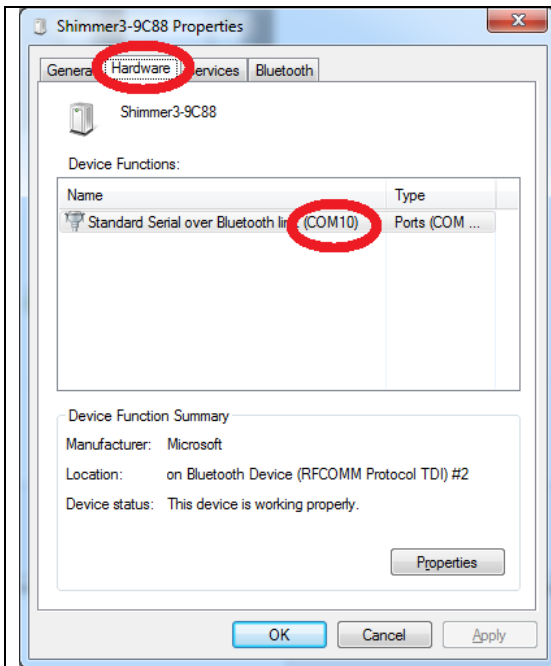 Shimmer3-9C88 Properties
Genera Hardware ervices Bluetooth
Shimmer3-9C88
Device Functions:
Name Type
Standard Serial over Bluetooth lin (COM10) Ports (COM ...
Device Function Summary
Manufacturer: Microsoft
Location: on Bluetooth Device (RFCOMM Protocol TDI) #2
Device status: This device is working properly.
Properties
OK Cancel Apply